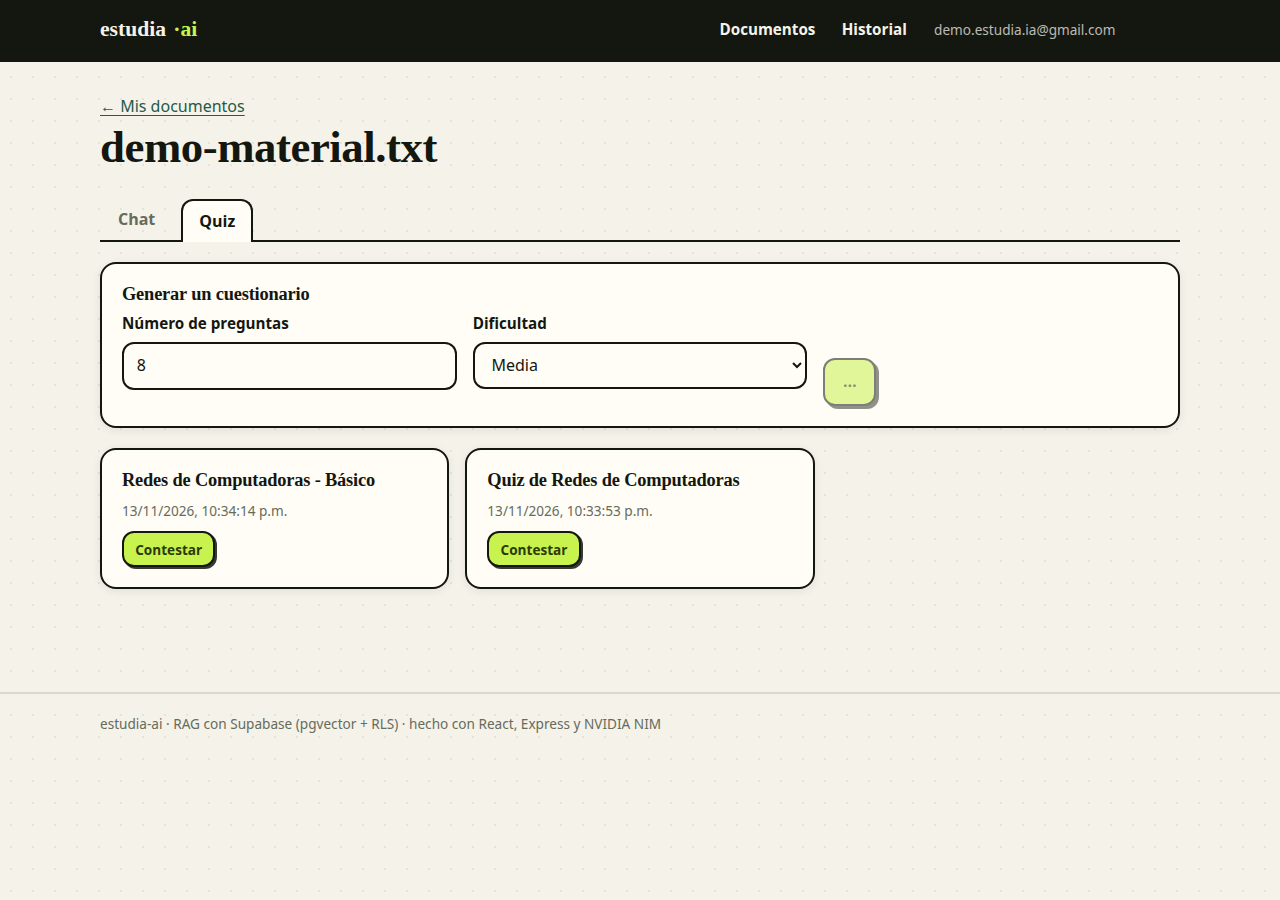 estudia ·ai
Documentos Historial demo.estudia.ia@gmail.com
← Mis documentos
demo-material.txt
Chat Quiz
Generar un cuestionario
Número de preguntas Dificultad
8 Media ...
Redes de Computadoras - Básico
13/11/2026, 10:34:14 p.m.
Contestar
Quiz de Redes de Computadoras
13/11/2026, 10:33:53 p.m.
Contestar
estudia-ai · RAG con Supabase (pgvector + RLS) · hecho con React, Express y NVIDIA NIM